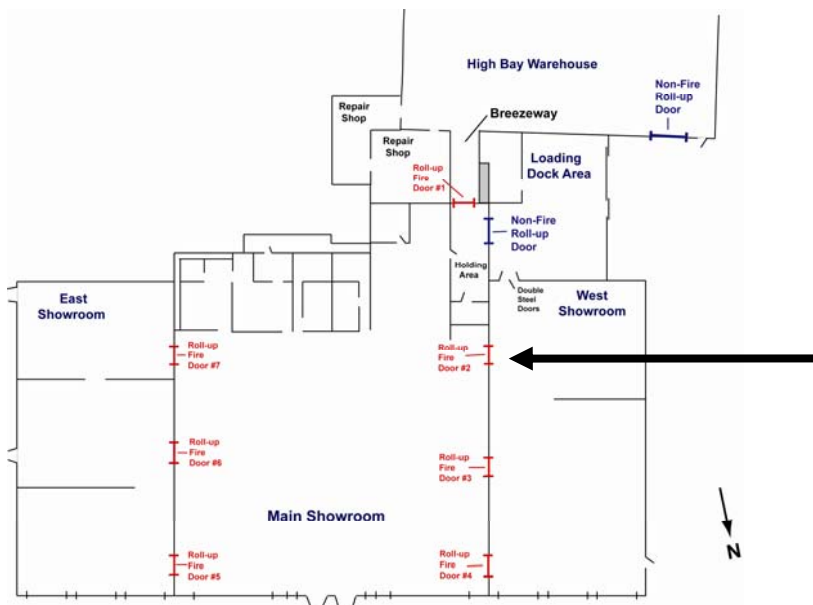 High Bay Warehouse
Non-Fire
Roll-up
Door
Repair
Shop
Breezeway
Repair
Shop
Loading
Dock Area
Roll-up
Fire
Door #1
Non-Fire
Roll-up
Door
Holding
Area
East
Showroom
Double
Steel
Doors
West
Showroom
Roll-up
Fire
Door #7
Roll-up
Fire
Door #2
Roll-up
Fire
Door #6
Roll-up
Fire
Door #3
Main Showroom
Roll-up
Fire
Door #5
Roll-up
Fire
Door #4
N